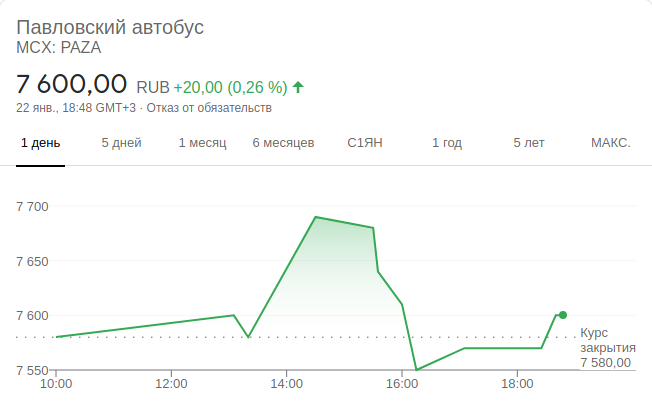 Павловский автобус
MCX: PAZA
7 600,00 RUB +20,00 (0,26 %)
22 янв., 18:48 GMT+3 · Отказ от обязательств
1 день 5 дней 1 месяц 6 месяцев С1ЯН 1 год 5 лет МАКС.
7 700
7 650
7 600
7 550
Курс
закрытия
7 580,00
10:00 12:00 14:00 16:00 18:00